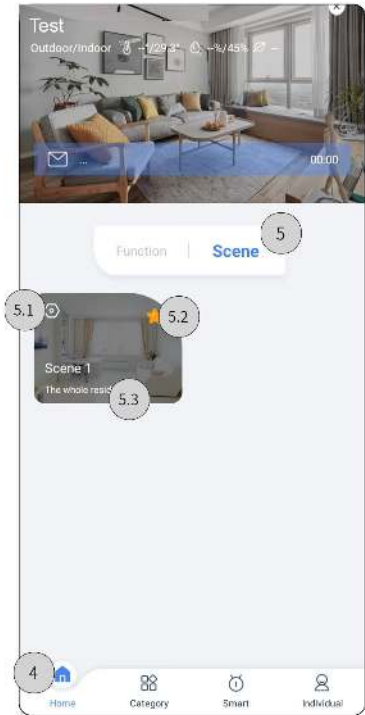 Test
Outdoor/Indoor --°/29.3° --%/45% --
... 00:00
Function Scene 5
5.1 5.2
Scene 1
The whole resid 5.3
4
Home Category Smart Individual